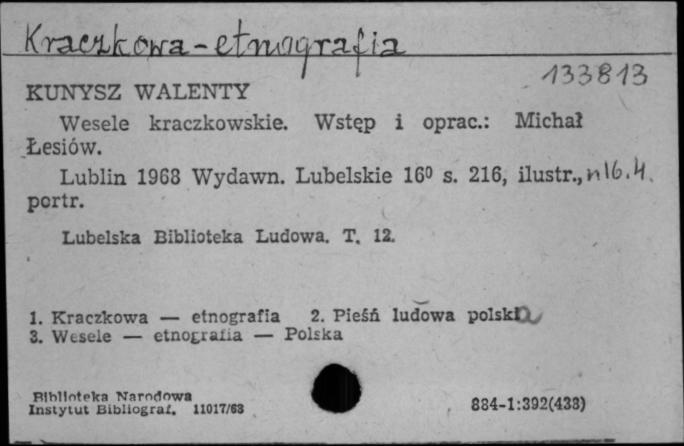 Kraczkowa - etnografia
133813
KUNYSZ WALENTY
Wesele kraczkowskie. Wstęp i oprac.: Michał
Łesiów.
Lublin 1968 Wydawn. Lubelskie 16⁰ s. 216, ilustr., n16.4.
portr.
Lubelska Biblioteka Ludowa. T. 12.
1. Kraczkowa — etnografia 2. Pieśń ludowa polska
3. Wesele — etnografia — Polska
Biblioteka Narodowa
Instytut Bibliograf. 11017/68
884-1:392(438)